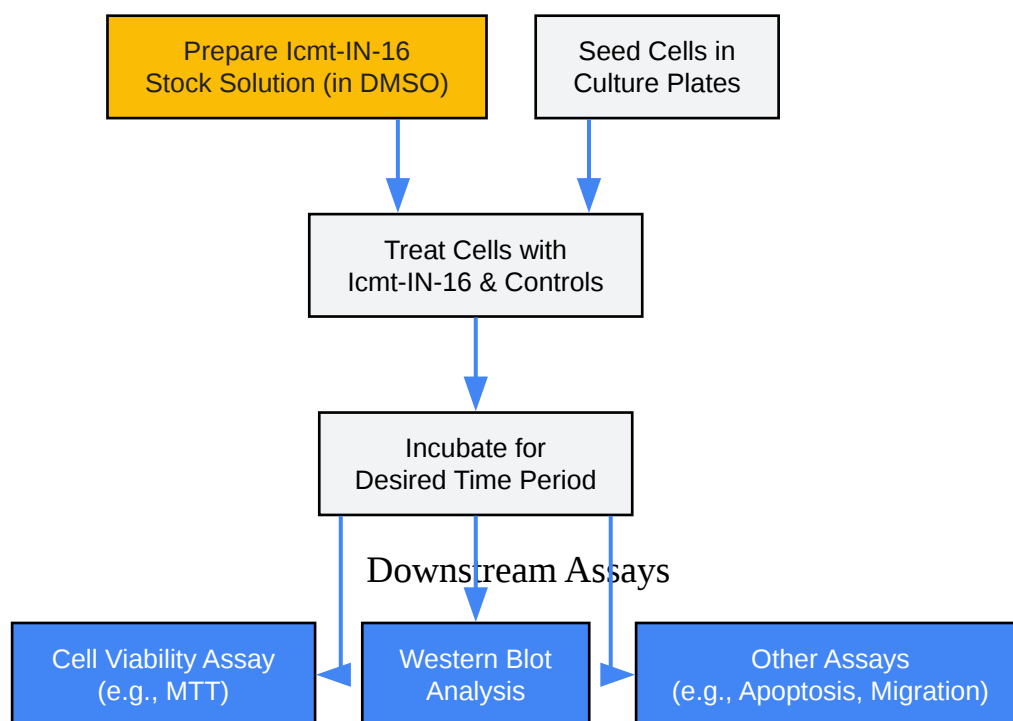 Prepare Icmt-IN-16
Stock Solution (in DMSO)
Seed Cells in
Culture Plates
Treat Cells with
Icmt-IN-16 & Controls
Incubate for
Desired Time Period
Downstream Assays
Cell Viability Assay
(e.g., MTT)
Western Blot
Analysis
Other Assays
(e.g., Apoptosis, Migration)